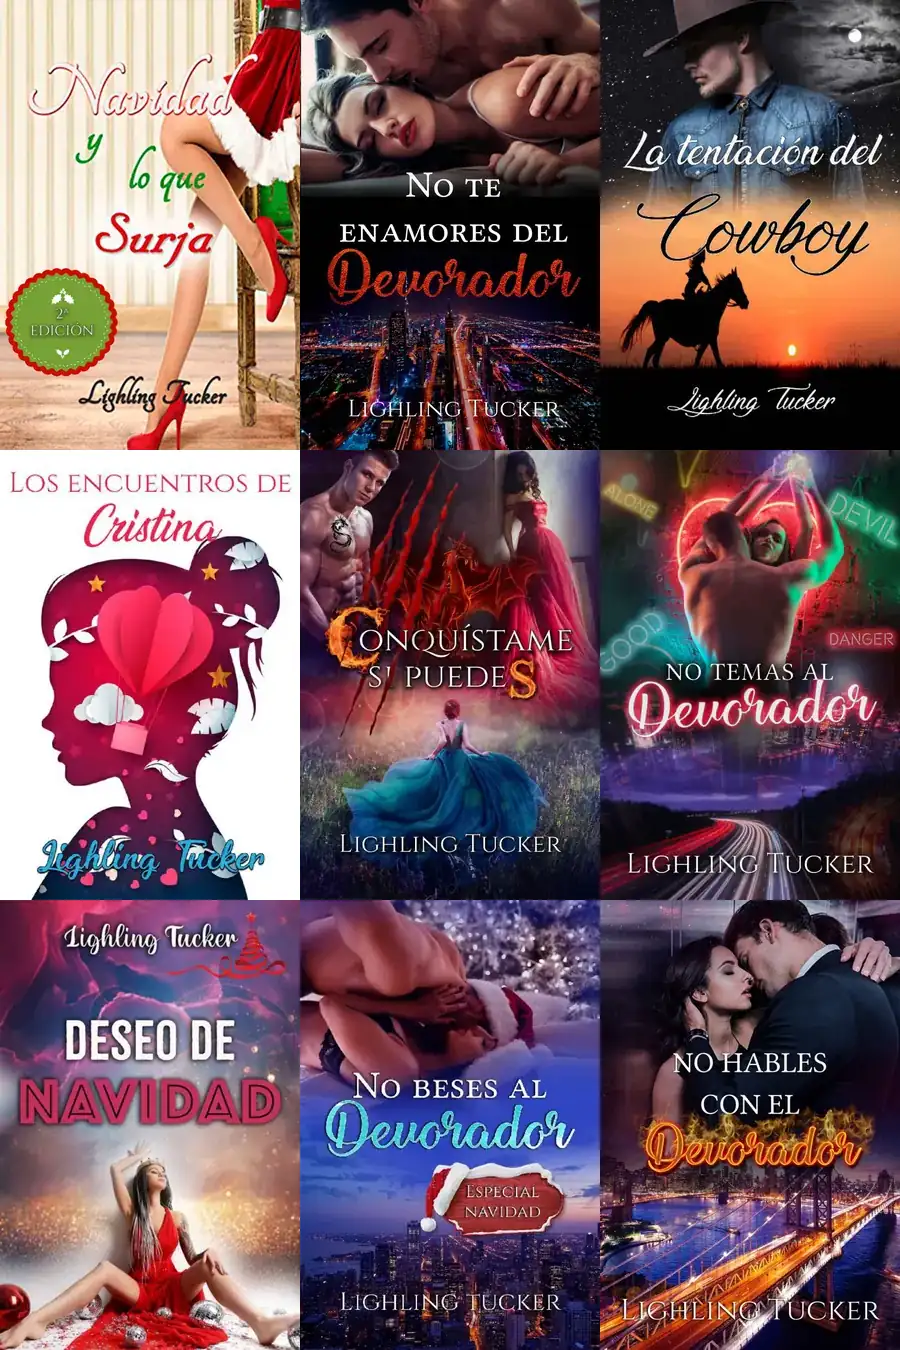 Navidad
y
lo que
Surja
2ª
EDICIÓN
Lighling Tucker
NO TE
ENAMORES DEL
Devorador
LIGHLING TUCKER
La tentación del
Cowboy
Lighling Tucker
LOS ENCUENTROS DE
Cristina
Lighling Tucker
CONQUÍSTAME
SI PUEDES
LIGHLING TUCKER
ALONE
DEVIL
GOOD
DANGER
NO TEMAS AL
Devorador
LIGHLING TUCKER
Lighling Tucker
DESEO DE
NAVIDAD
NO BESES AL
Devorador
ESPECIAL
NAVIDAD
LIGHLING TUCKER
NO HABLES
CON EL
Devorador
LIGHLING TUCKER